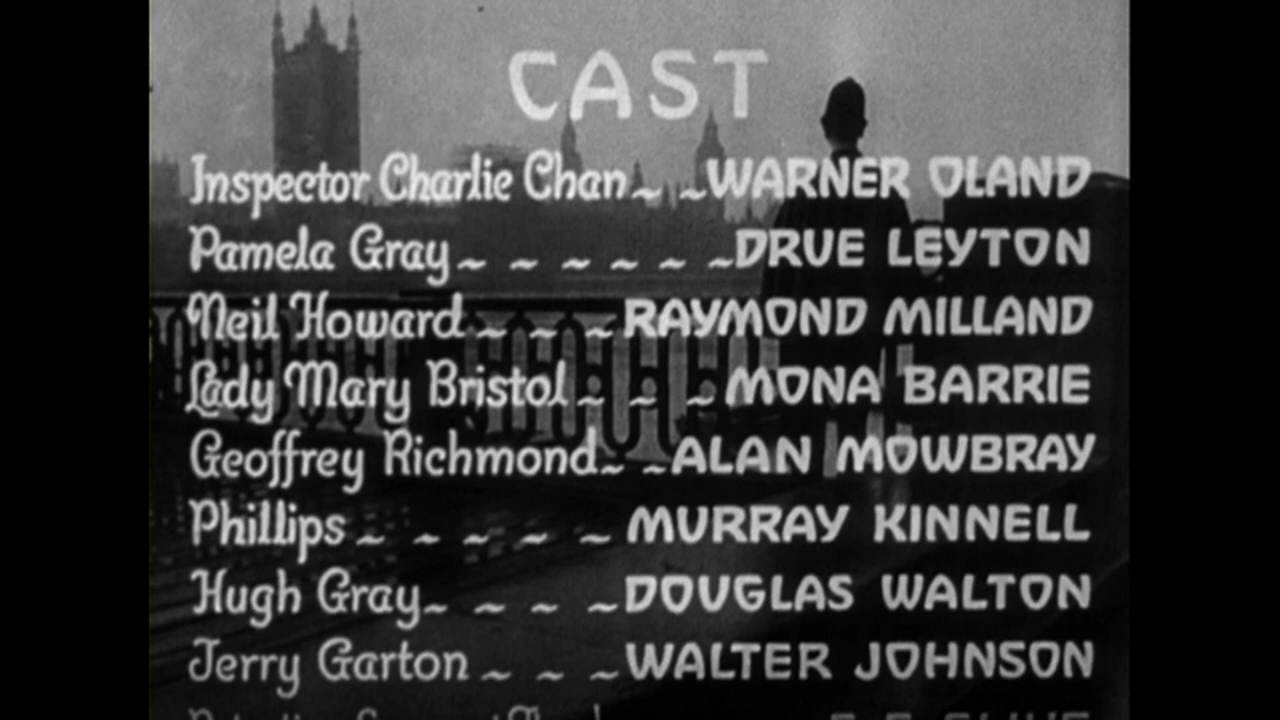 CAST
Inspector Charlie Chan~ ~WARNER OLAND
Pamela Gray~ ~ ~ ~ ~ ~DRUE LEYTON
Neil Howard~ ~ ~RAYMOND MILLAND
Lady Mary Bristol~ ~ ~MONA BARRIE
Geoffrey Richmond~ ~ALAN MOWBRAY
Phillips~ ~ ~ ~ ~MURRAY KINNELL
Hugh Gray~ ~ ~ ~DOUGLAS WALTON
Jerry Garton~ ~ ~WALTER JOHNSON